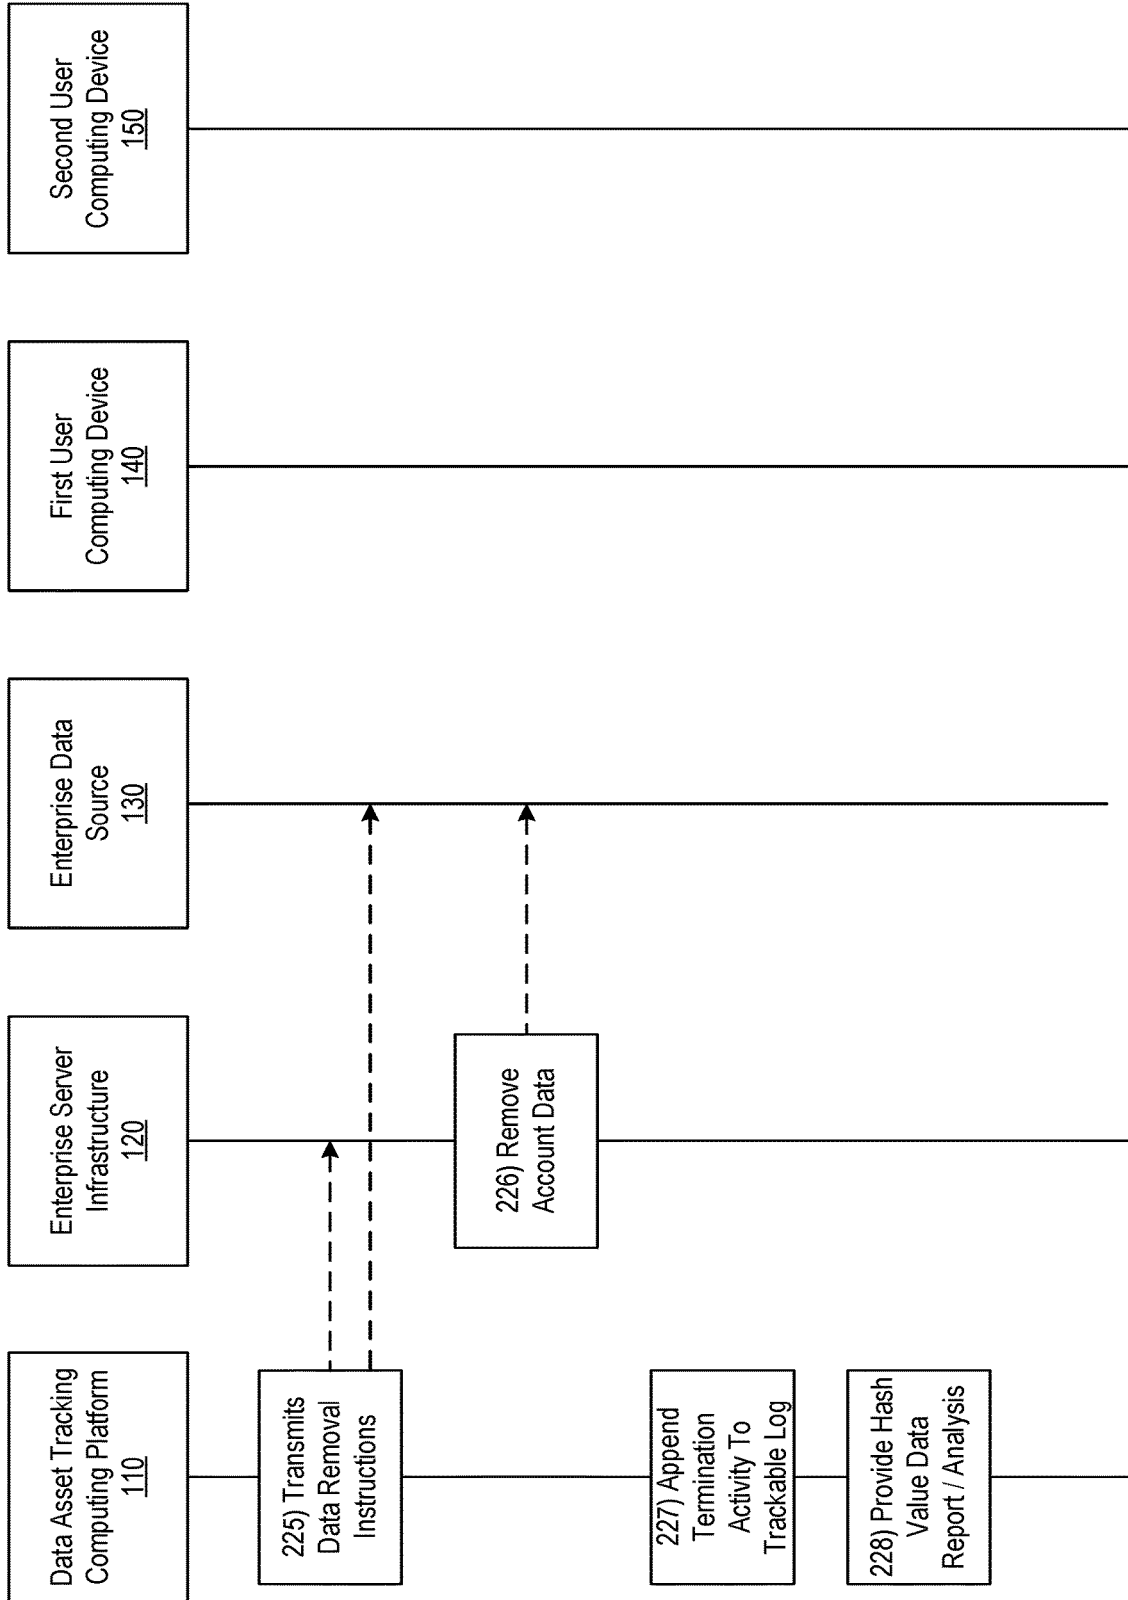 Data Asset Tracking
Computing Platform
110
Enterprise Server
Infrastructure
120
Enterprise Data
Source
130
First User
Computing Device
140
Second User
Computing Device
150
225) Transmits
Data Removal
Instructions
226) Remove
Account Data
227) Append
Termination
Activity To
Trackable Log
228) Provide Hash
Value Data
Report / Analysis